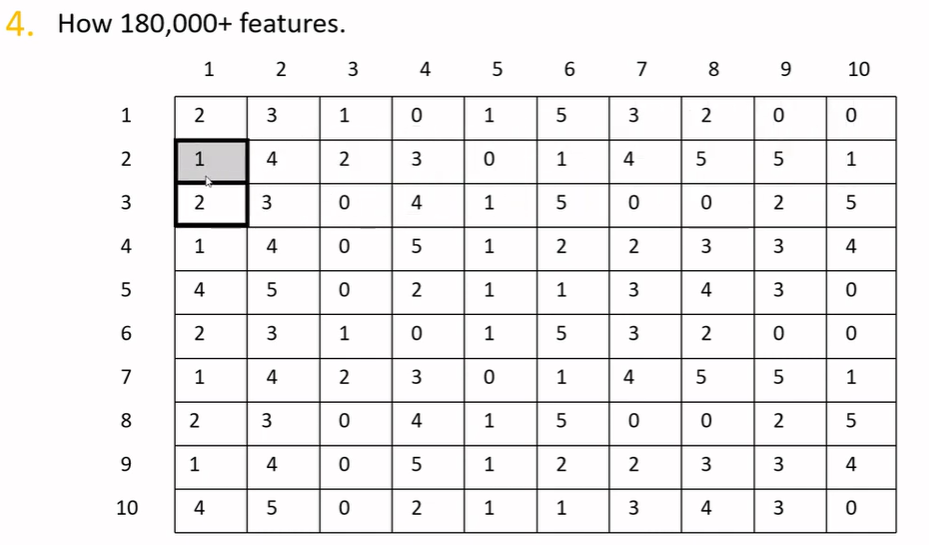 4. How 180,000+ features.
1 2 3 4 5 6 7 8 9 10
1 2 3 1 0 1 5 3 2 0 0
2 1 4 2 3 0 1 4 5 5 1
3 2 3 0 4 1 5 0 0 2 5
4 1 4 0 5 1 2 2 3 3 4
5 4 5 0 2 1 1 3 4 3 0
6 2 3 1 0 1 5 3 2 0 0
7 1 4 2 3 0 1 4 5 5 1
8 2 3 0 4 1 5 0 0 2 5
9 1 4 0 5 1 2 2 3 3 4
10 4 5 0 2 1 1 3 4 3 0